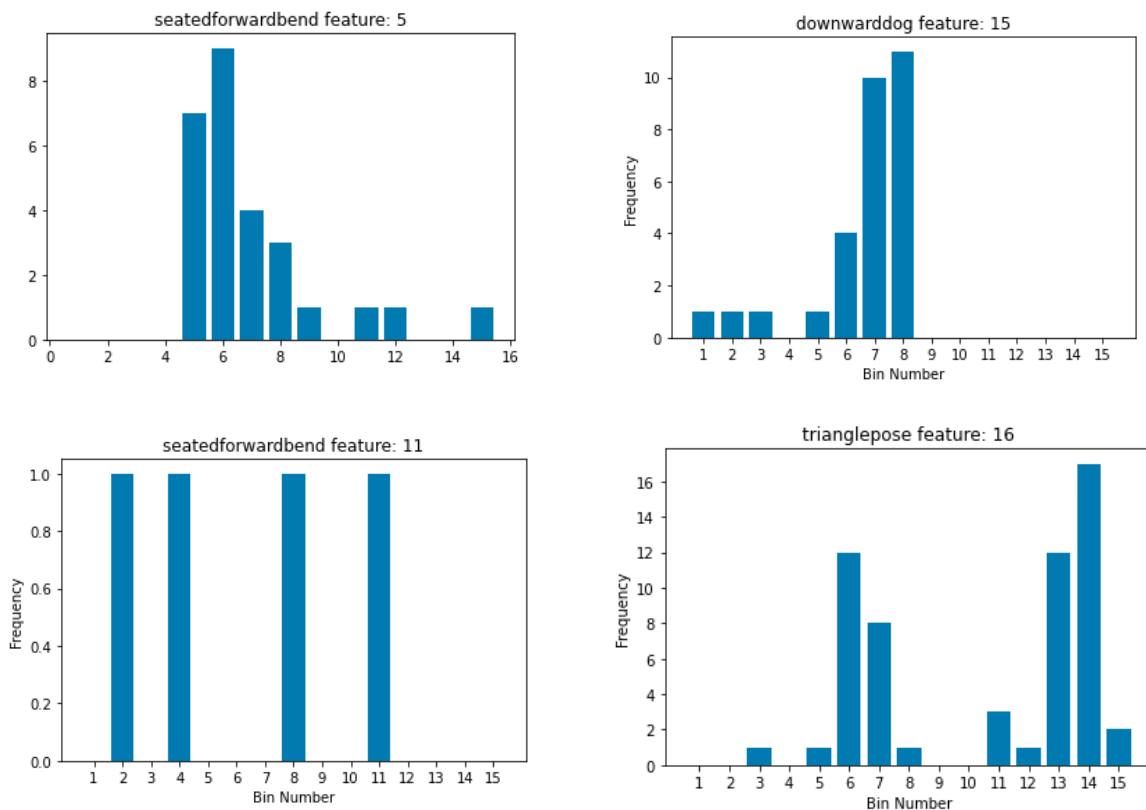 seatedforwardbend feature: 5
8
6
4
2
0
0 2 4 6 8 10 12 14 16
downwarddog feature: 15
Frequency
10
8
6
4
2
0
1 2 3 4 5 6 7 8 9 10 11 12 13 14 15
Bin Number
seatedforwardbend feature: 11
Frequency
1.0
0.8
0.6
0.4
0.2
0.0
1 2 3 4 5 6 7 8 9 10 11 12 13 14 15
Bin Number
trianglepose feature: 16
Frequency
16
14
12
10
8
6
4
2
0
1 2 3 4 5 6 7 8 9 10 11 12 13 14 15
Bin Number